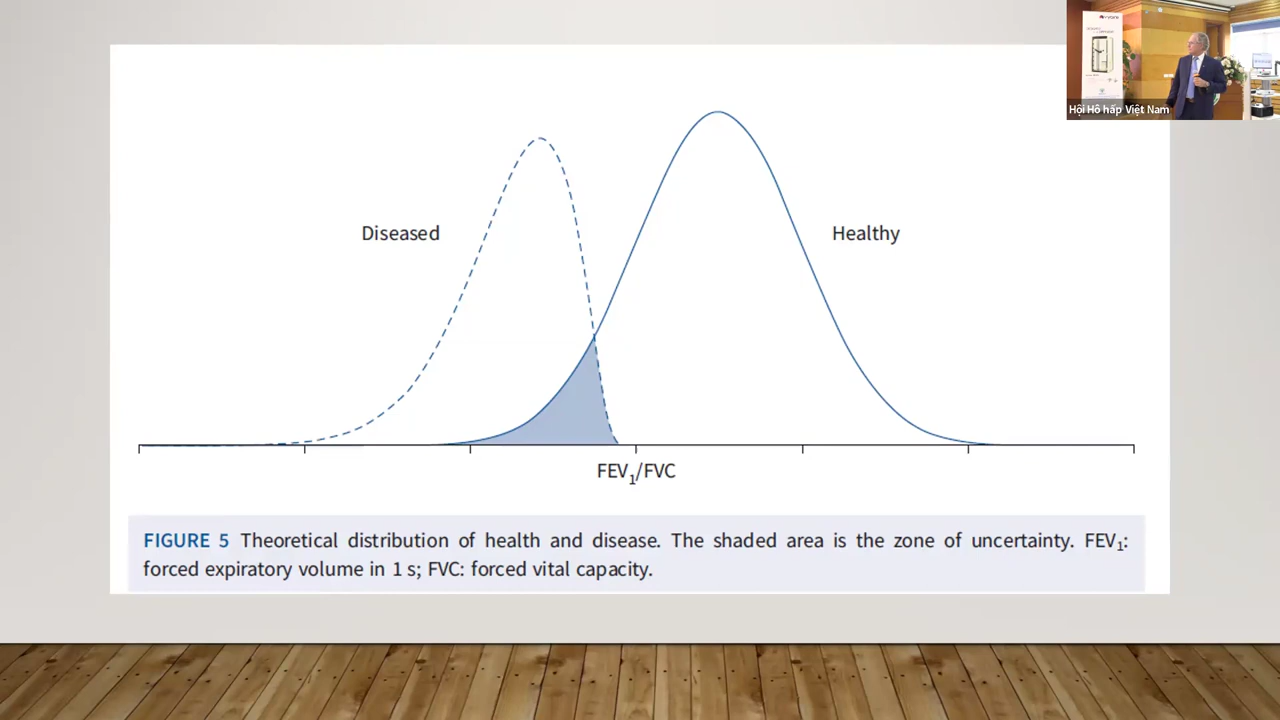 Hội Hô hấp Việt Nam
Diseased
Healthy
FEV1/FVC
FIGURE 5 Theoretical distribution of health and disease. The shaded area is the zone of uncertainty. FEV1:
forced expiratory volume in 1 s; FVC: forced vital capacity.